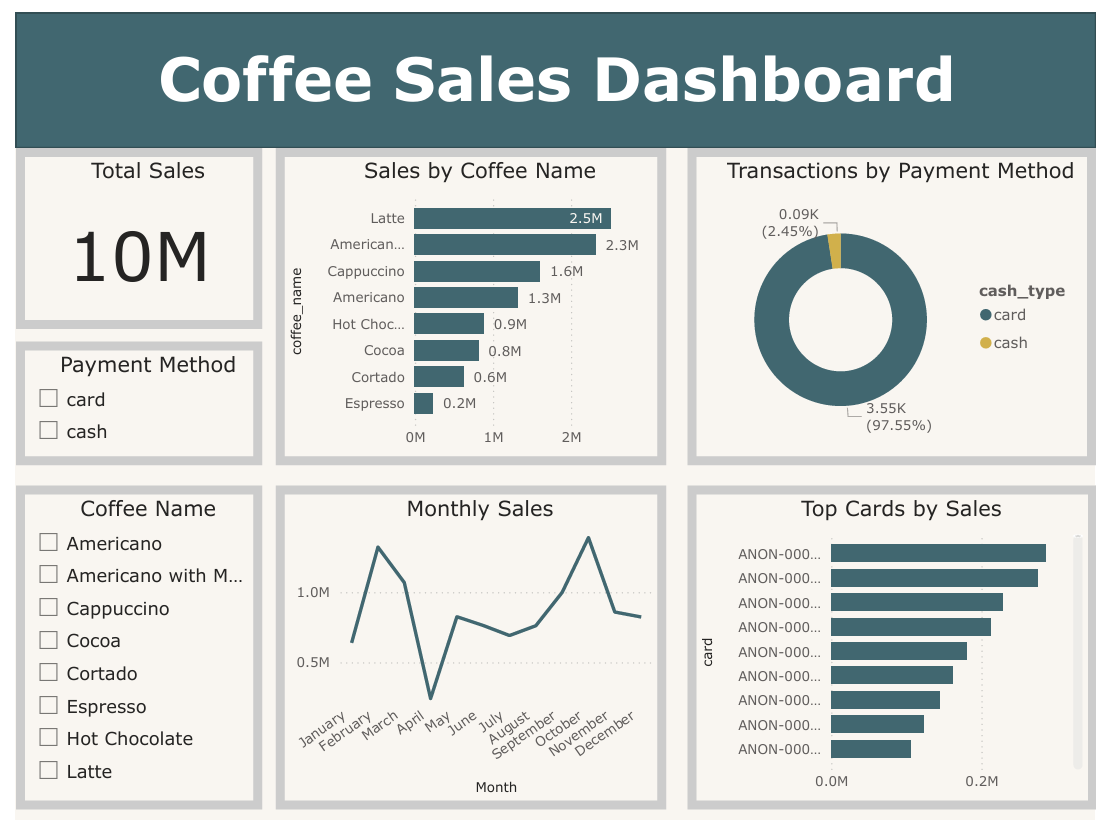 Coffee Sales Dashboard
Total Sales
10M
Payment Method
card
cash
Sales by Coffee Name
coffee_name
Latte 2.5M
American... 2.3M
Cappuccino 1.6M
Americano 1.3M
Hot Choc... 0.9M
Cocoa 0.8M
Cortado 0.6M
Espresso 0.2M
0M 1M 2M
Transactions by Payment Method
0.09K
(2.45%)
cash_type
card
cash
3.55K
(97.55%)
Coffee Name
Americano
Americano with M...
Cappuccino
Cocoa
Cortado
Espresso
Hot Chocolate
Latte
Monthly Sales
1.0M
0.5M
January
February
March
April
May
June
July
August
September
October
November
December
Month
Top Cards by Sales
card
ANON-000...
ANON-000...
ANON-000...
ANON-000...
ANON-000...
ANON-000...
ANON-000...
ANON-000...
ANON-000...
0.0M 0.2M